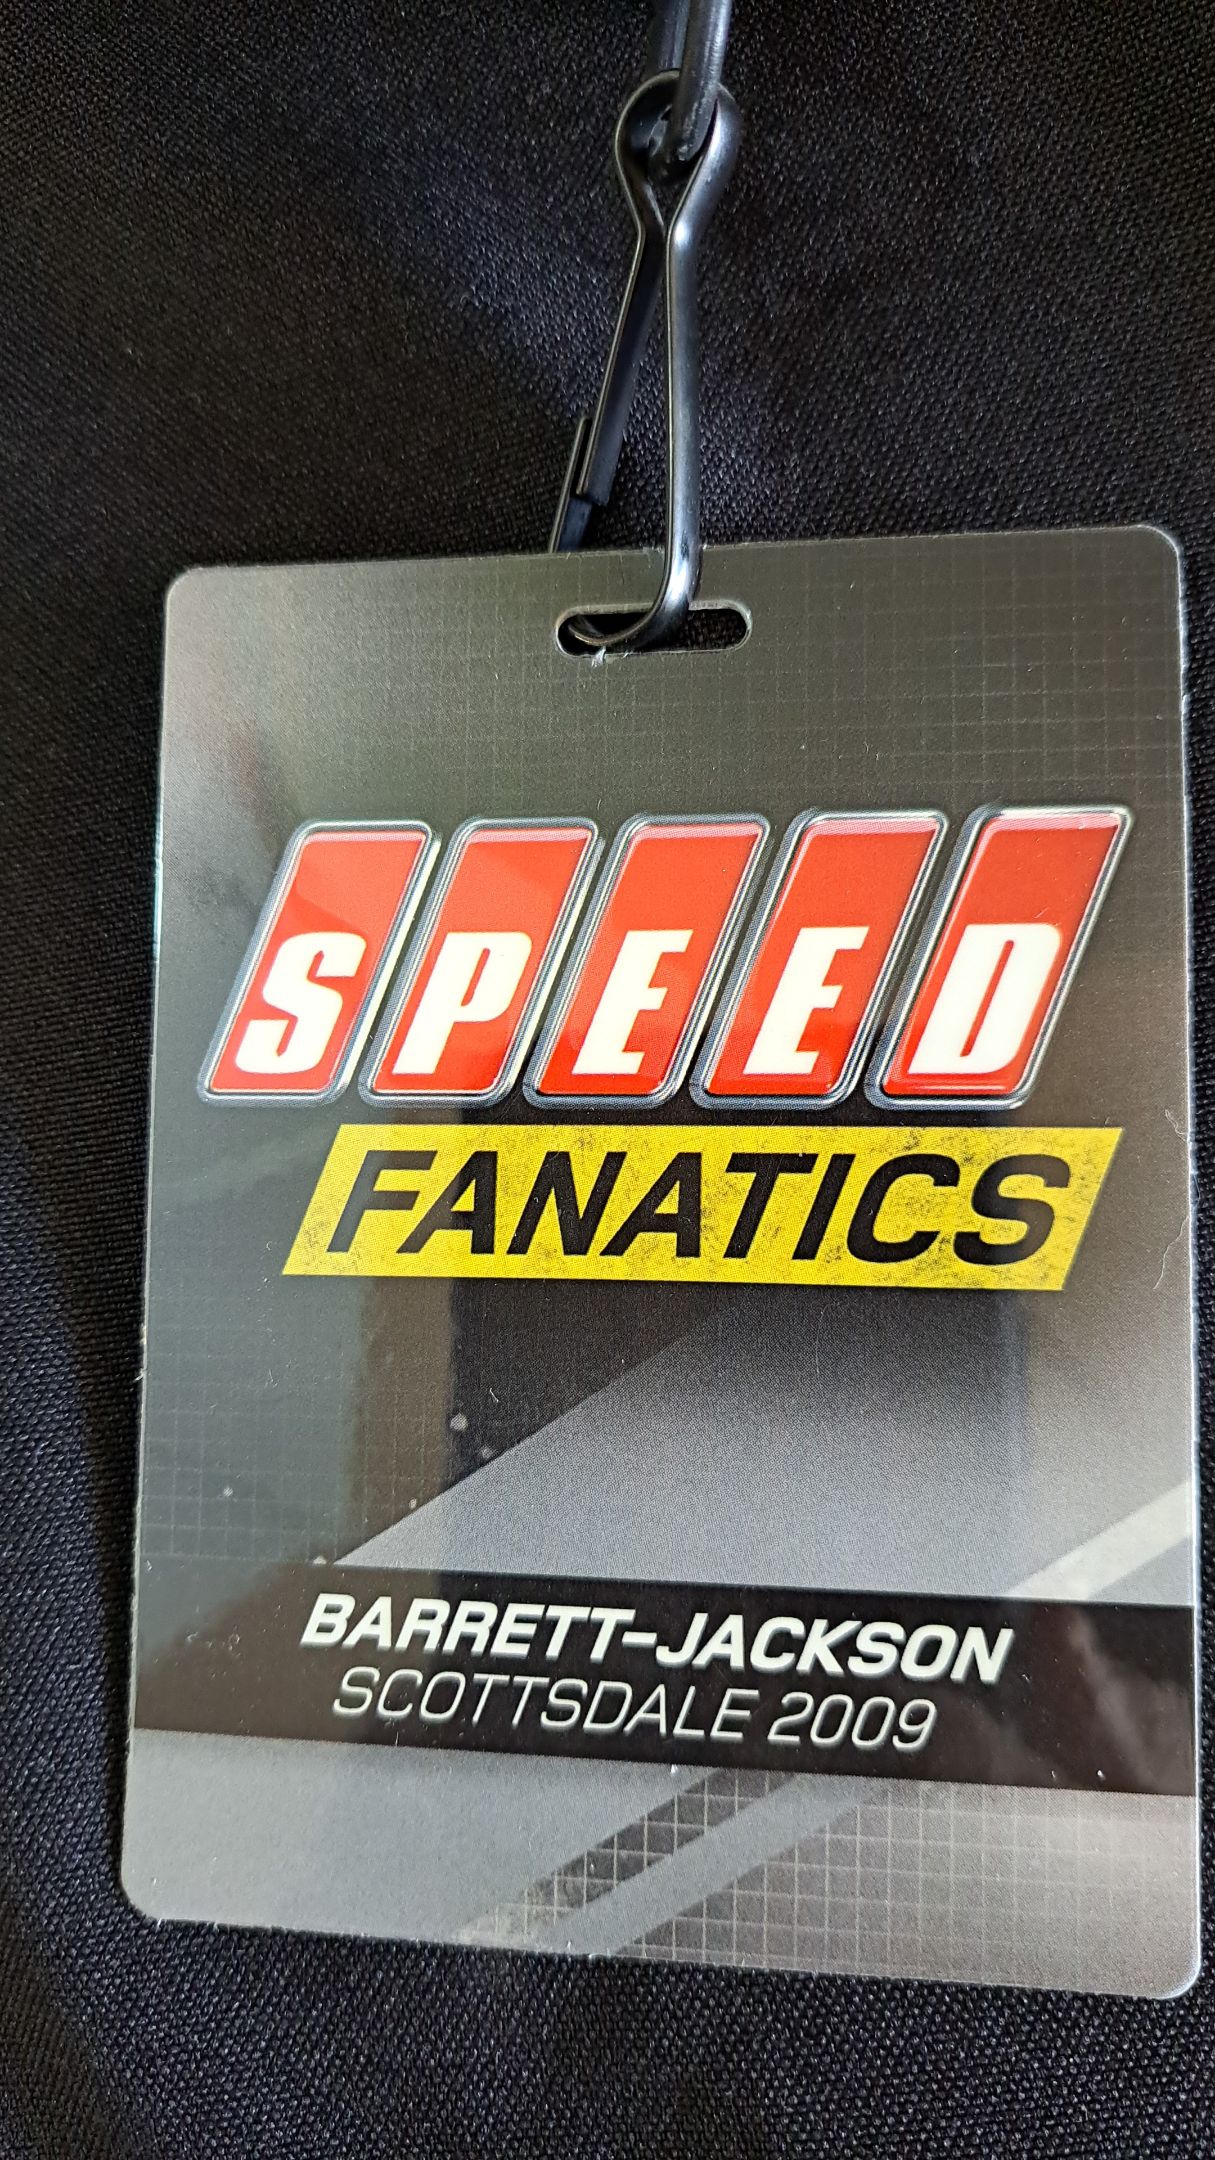 SPEED
FANATICS
BARRETT-JACKSON
SCOTTSDALE 2009